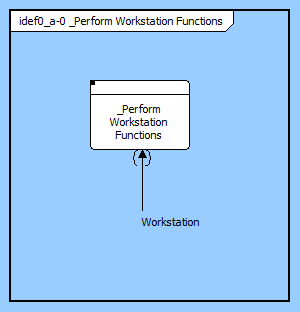 idef0_a-0 _Perform Workstation Functions
_Perform
Workstation
Functions
Workstation